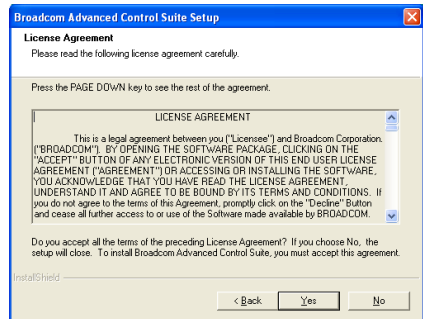 Broadcom Advanced Control Suite Setup
License Agreement
Please read the following license agreement carefully.
Press the PAGE DOWN key to see the rest of the agreement.
LICENSE AGREEMENT
This is a legal agreement between you ("Licensee") and Broadcom Corporation.
("BROADCOM"). BY OPENING THE SOFTWARE PACKAGE, CLICKING ON THE
"ACCEPT" BUTTON OF ANY ELECTRONIC VERSION OF THIS END USER LICENSE
AGREEMENT ("AGREEMENT") OR ACCESSING OR INSTALLING THE SOFTWARE,
YOU ACKNOWLEDGE THAT YOU HAVE READ THE LICENSE AGREEMENT,
UNDERSTAND IT AND AGREE TO BE BOUND BY ITS TERMS AND CONDITIONS. If
you do not agree to the terms of this Agreement, promptly click on the "Decline" Button
and cease all further access to or use of the Software made available by BROADCOM.
Do you accept all the terms of the preceding License Agreement? If you choose No, the
setup will close. To install Broadcom Advanced Control Suite, you must accept this agreement.
InstallShield
< Back Yes No